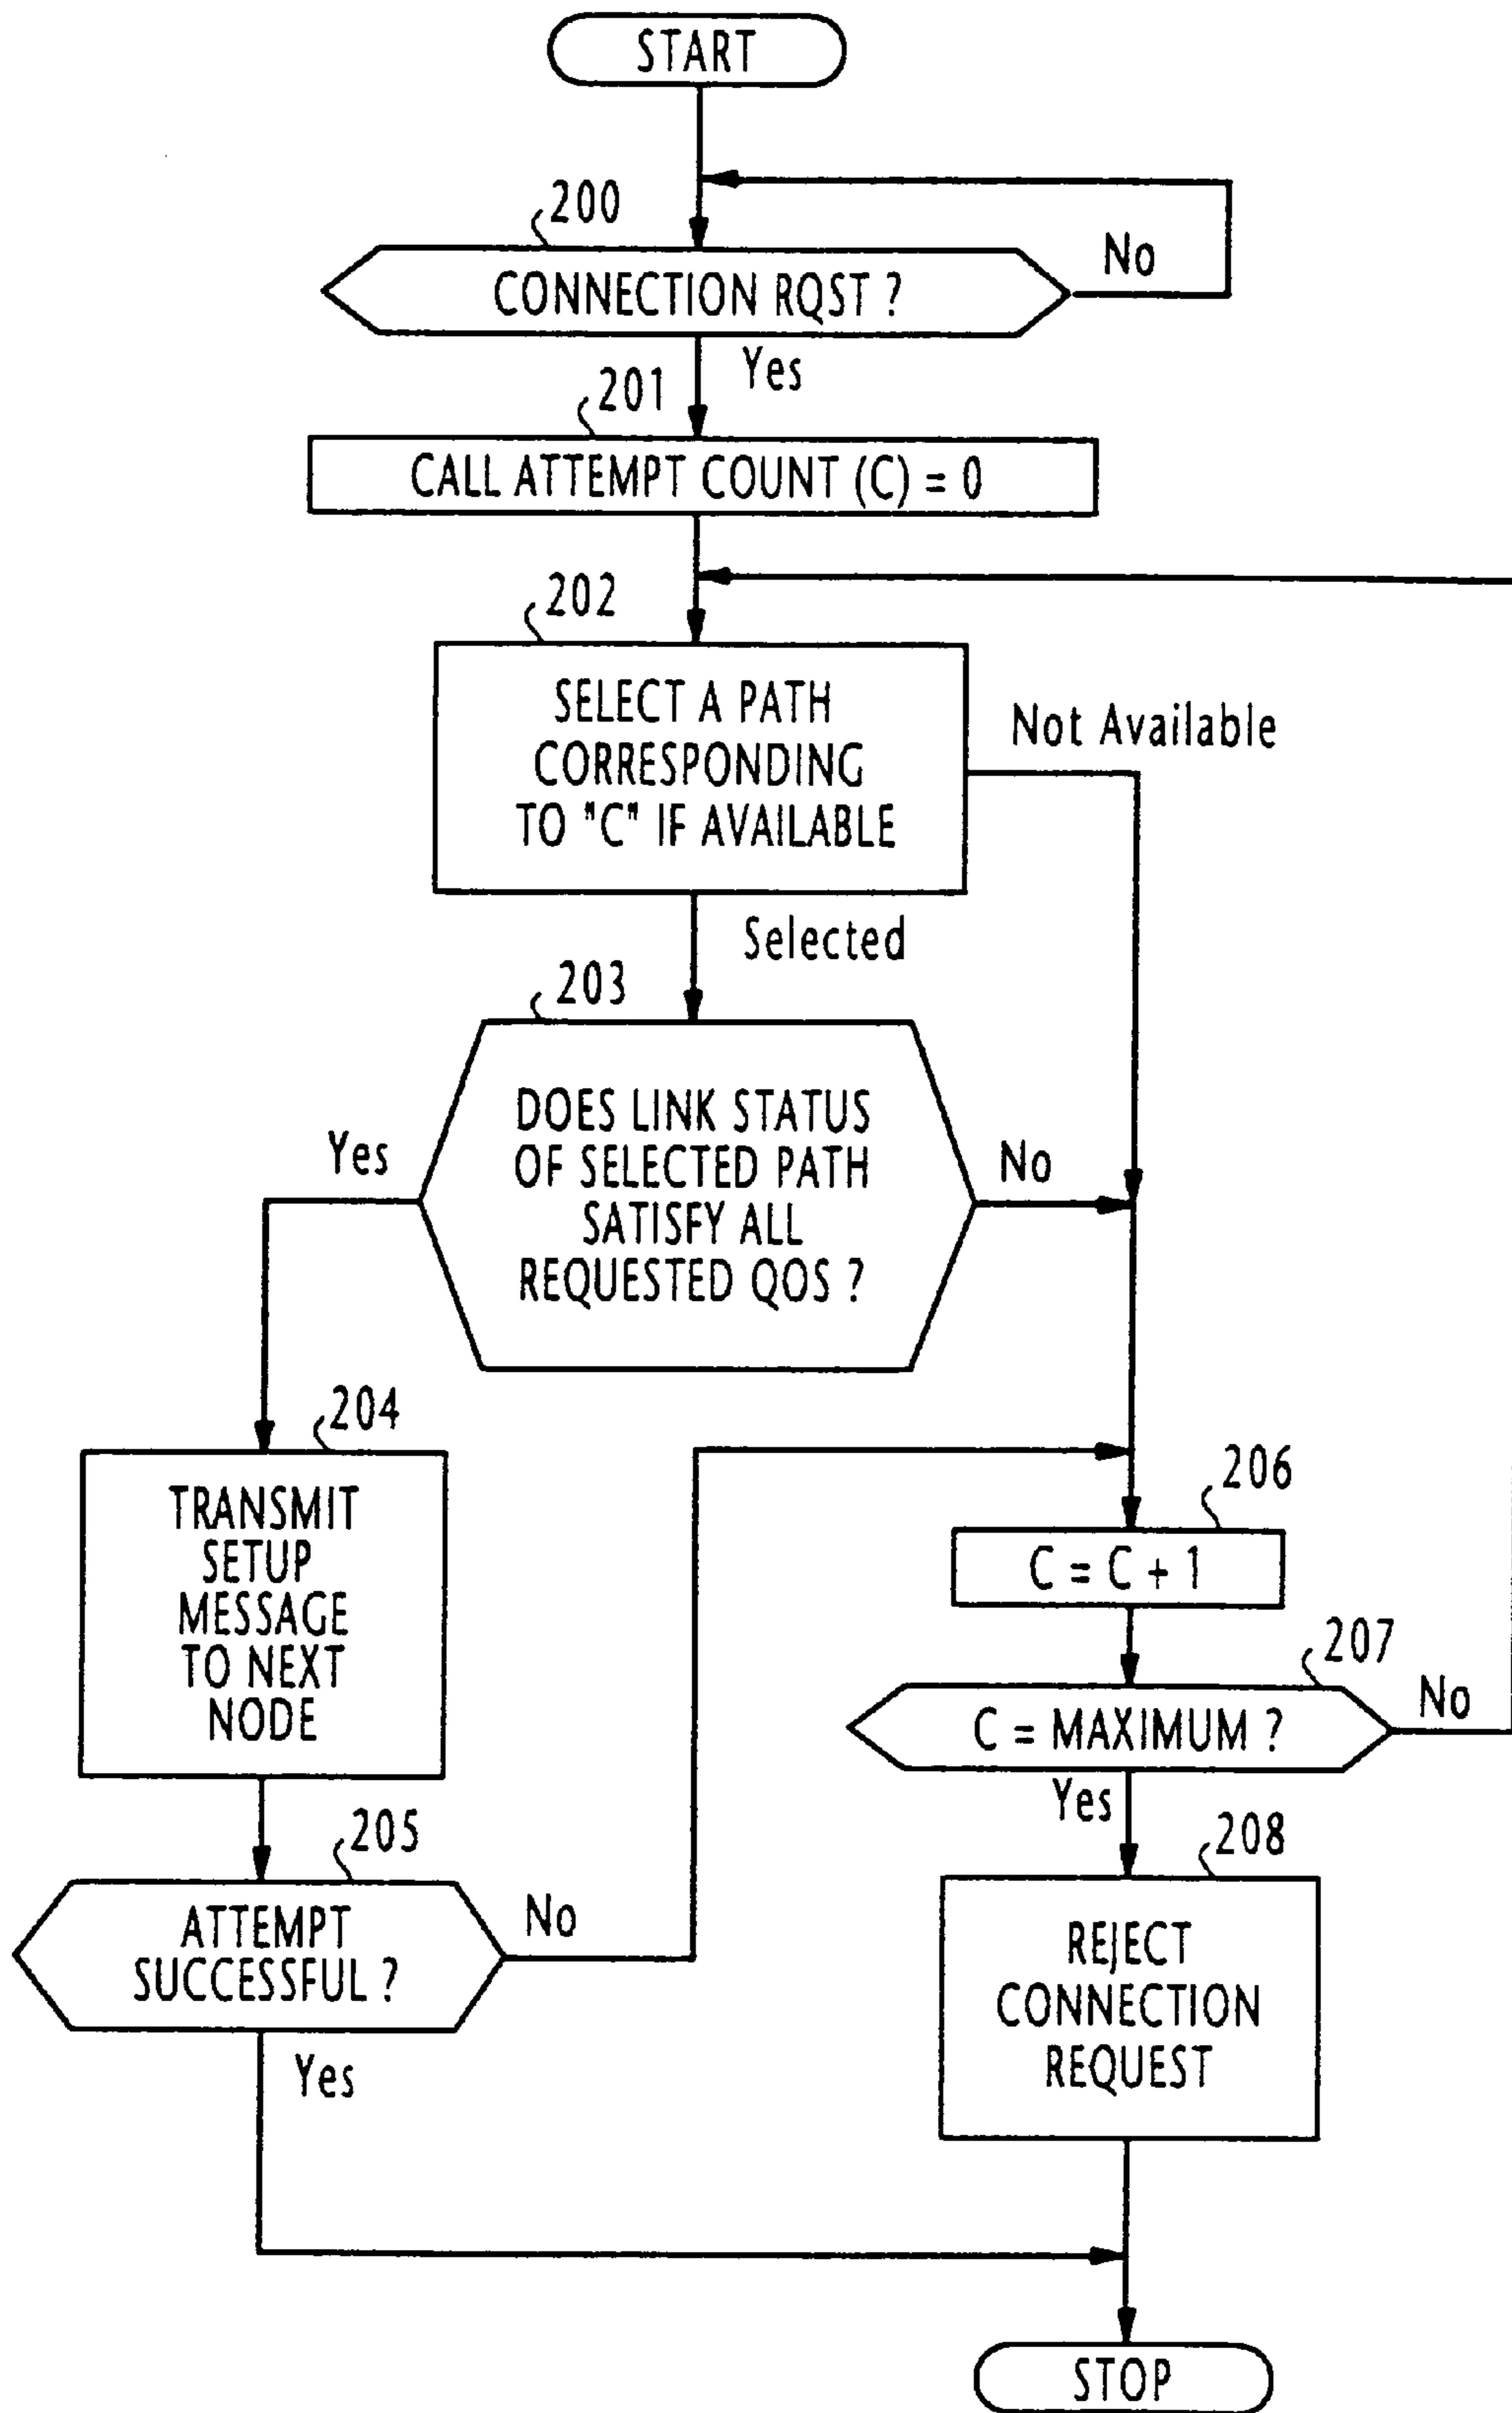 START
200
No
CONNECTION RQST ?
Yes
201
CALL ATTEMPT COUNT (C) = 0
202
SELECT A PATH
CORRESPONDING
TO "C" IF AVAILABLE
Not Available
Selected
203
DOES LINK STATUS
OF SELECTED PATH
SATISFY ALL
REQUESTED QOS ?
Yes
No
204
TRANSMIT
SETUP
MESSAGE
TO NEXT
NODE
206
C = C + 1
207
C = MAXIMUM ?
No
Yes
205
ATTEMPT
SUCCESSFUL ?
No
Yes
208
REJECT
CONNECTION
REQUEST
STOP